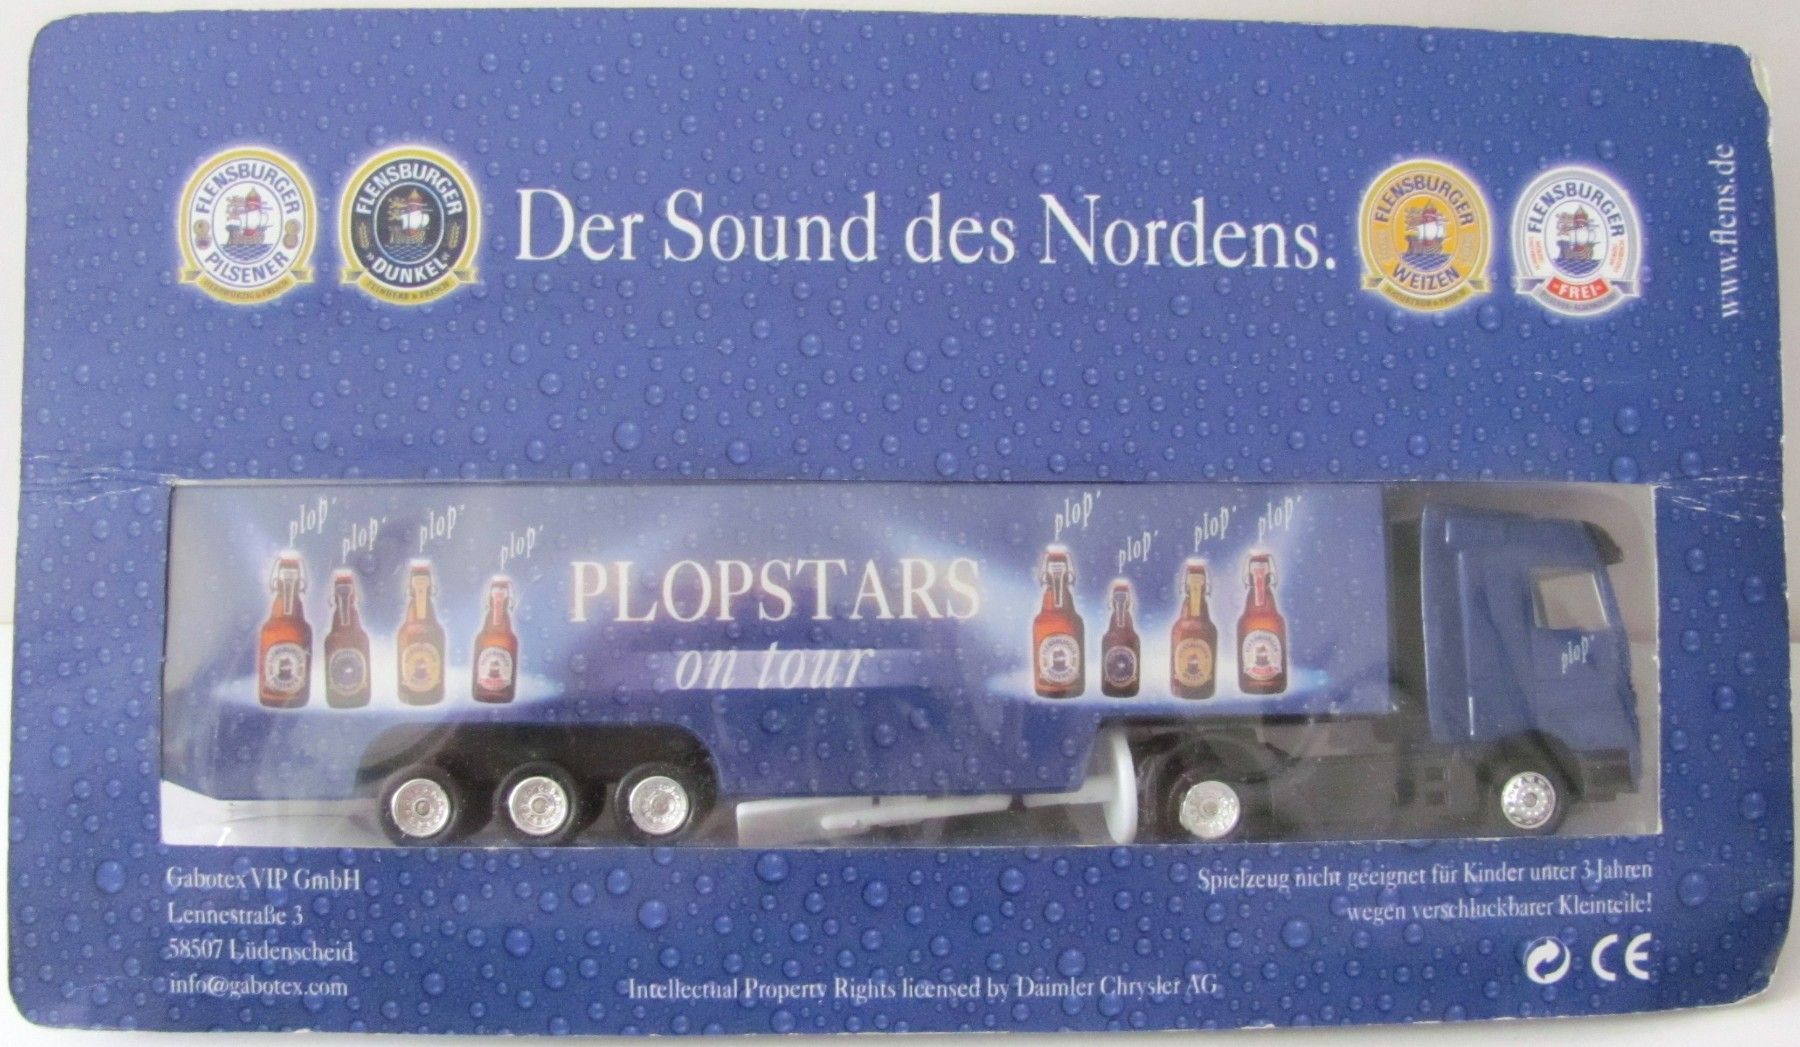 FLENSBURGER
PILSENER
FLENSBURGER
DUNKEL
Der Sound des Nordens.
FLENSBURGER
WEIZEN
FLENSBURGER
FREI
www.flens.de
plop'
plop'
plop'
plop'
PLOPSTARS
on tour
plop'
plop'
plop'
plop'
plop'
Gabotex VIP GmbH
Lennestraße 3
58507 Lüdenscheid
info@gabotex.com
Spielzeug nicht geeignet für Kinder unter 3 Jahren
wegen verschluckbarer Kleinteile!
CE
Intellectual Property Rights licensed by Daimler Chrysler AG